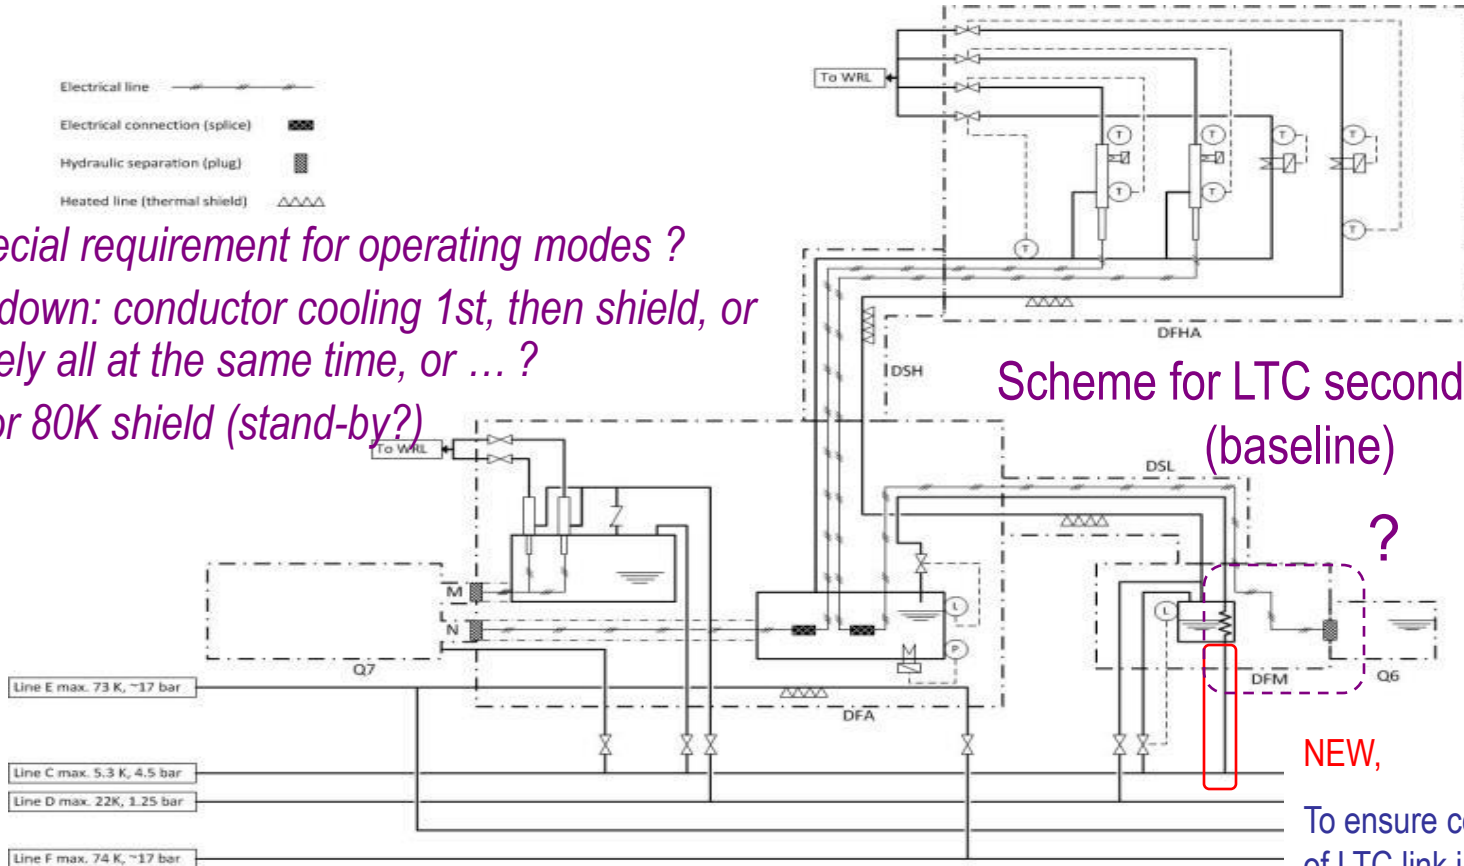 Electrical line
Electrical connection (splice)
Hydraulic separation (plug)
Heated line (thermal shield)
ecial requirement for operating modes ?
down: conductor cooling 1st, then shield, or
ely all at the same time, or … ?
or 80K shield (stand-by?)
To WRL
T
T
T
T
T
T
T
T
DFHA
DSH
Scheme for LTC second
(baseline)
To WRL
DSL
?
M
N
L
P
L
Q7
DFM
Q6
DFA
Line E max. 73 K, ~17 bar
Line C max. 5.3 K, 4.5 bar
Line D max. 22K, 1.25 bar
Line F max. 74 K, ~17 bar
NEW,
To ensure co
of LTC link i